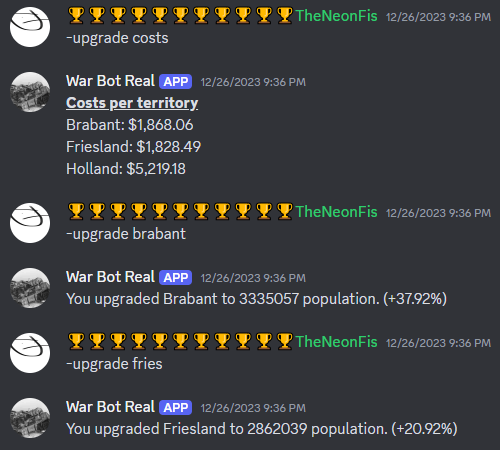 🏆🏆🏆🏆🏆🏆🏆🏆🏆🏆🏆TheNeonFis 12/26/2023 9:36 PM
-upgrade costs
War Bot Real APP 12/26/2023 9:36 PM
Costs per territory
Brabant: $1,868.06
Friesland: $1,828.49
Holland: $5,219.18
🏆🏆🏆🏆🏆🏆🏆🏆🏆🏆🏆TheNeonFis 12/26/2023 9:36 PM
-upgrade brabant
War Bot Real APP 12/26/2023 9:36 PM
You upgraded Brabant to 3335057 population. (+37.92%)
🏆🏆🏆🏆🏆🏆🏆🏆🏆🏆🏆TheNeonFis 12/26/2023 9:36 PM
-upgrade fries
War Bot Real APP 12/26/2023 9:36 PM
You upgraded Friesland to 2862039 population. (+20.92%)